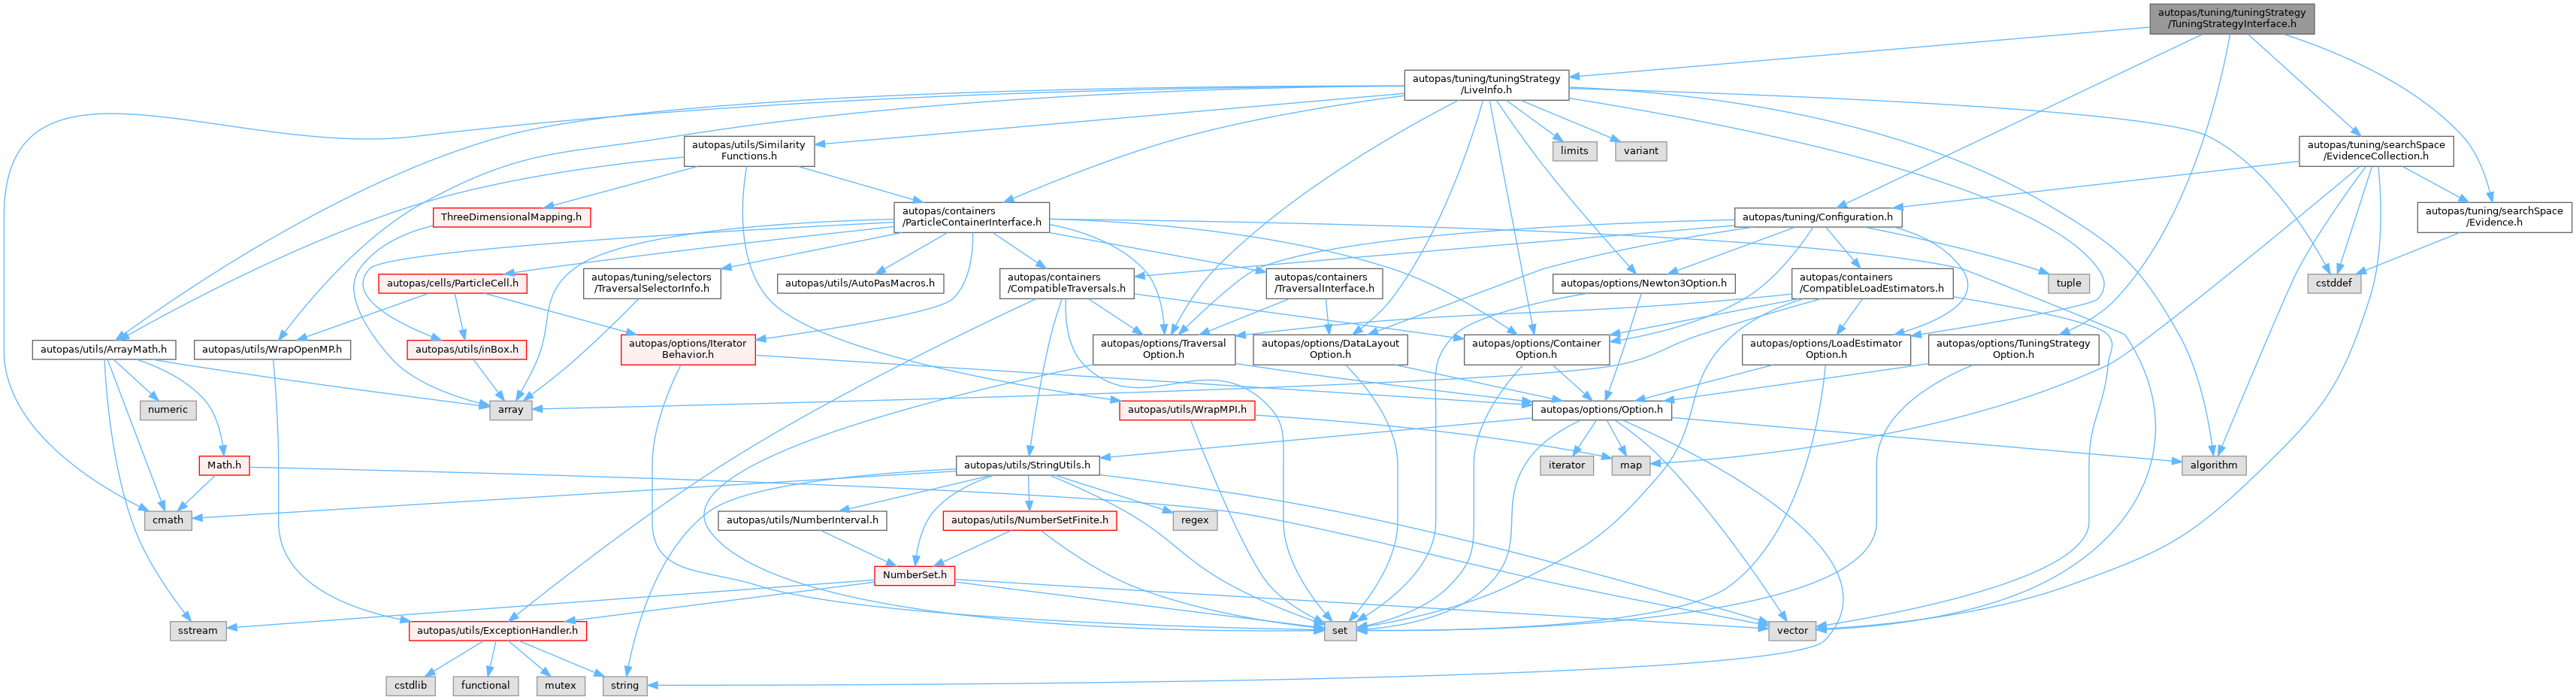 autopas/tuning/tuningStrategy
/TuningStrategyInterface.h
autopas/tuning/tuningStrategy
/LiveInfo.h
autopas/utils/Similarity
Functions.h
limits
variant
autopas/tuning/searchSpace
/EvidenceCollection.h
ThreeDimensionalMapping.h
autopas/containers
/ParticleContainerInterface.h
autopas/tuning/Configuration.h
autopas/tuning/searchSpace
/Evidence.h
autopas/cells/ParticleCell.h
autopas/tuning/selectors
/TraversalSelectorInfo.h
autopas/utils/AutoPasMacros.h
autopas/containers
/CompatibleTraversals.h
autopas/containers
/TraversalInterface.h
autopas/options/Newton3Option.h
autopas/containers
/CompatibleLoadEstimators.h
tuple
cstddef
autopas/utils/ArrayMath.h
autopas/utils/WrapOpenMP.h
autopas/utils/inBox.h
autopas/options/Iterator
Behavior.h
autopas/options/Traversal
Option.h
autopas/options/DataLayout
Option.h
autopas/options/Container
Option.h
autopas/options/LoadEstimator
Option.h
autopas/options/TuningStrategy
Option.h
numeric
array
autopas/utils/WrapMPI.h
autopas/options/Option.h
Math.h
autopas/utils/StringUtils.h
iterator
map
algorithm
cmath
autopas/utils/NumberInterval.h
autopas/utils/NumberSetFinite.h
regex
NumberSet.h
sstream
autopas/utils/ExceptionHandler.h
set
vector
cstdlib
functional
mutex
string